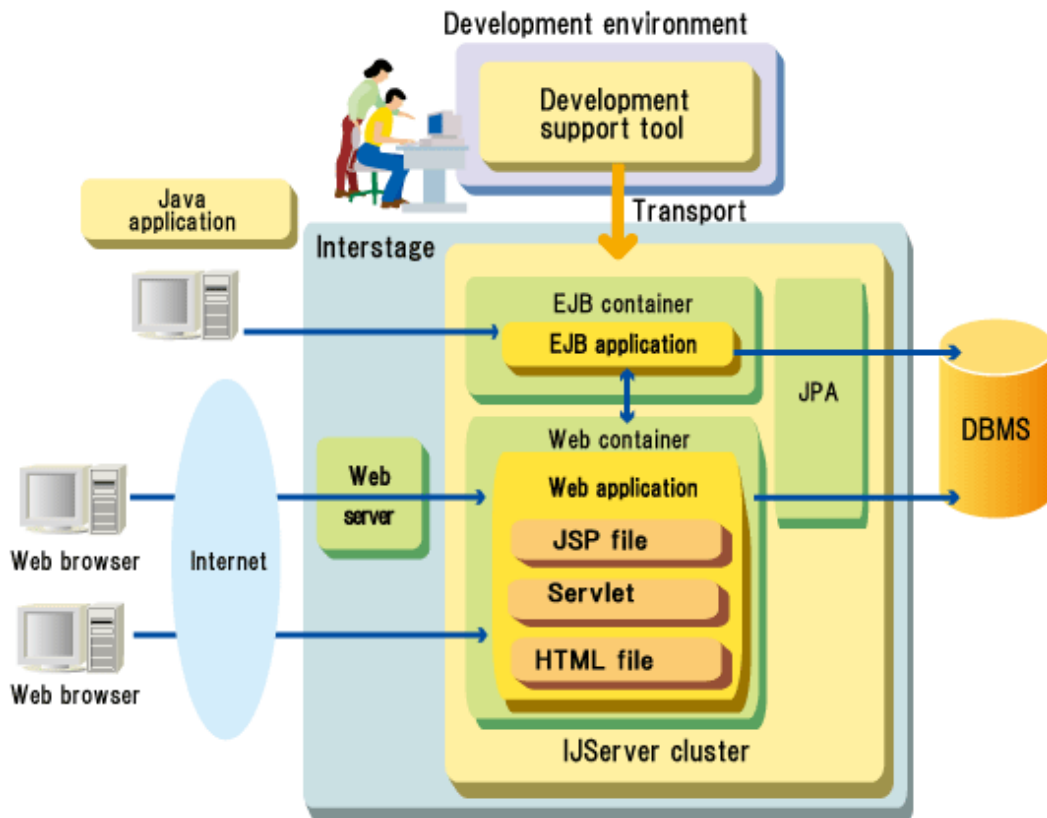 Development environment
Development
support tool
Java
application
Transport
Interstage
EJB container
EJB application
JPA
DBMS
Web container
Web
server
Web application
JSP file
Servlet
HTML file
Web browser
Internet
Web browser
IJServer cluster